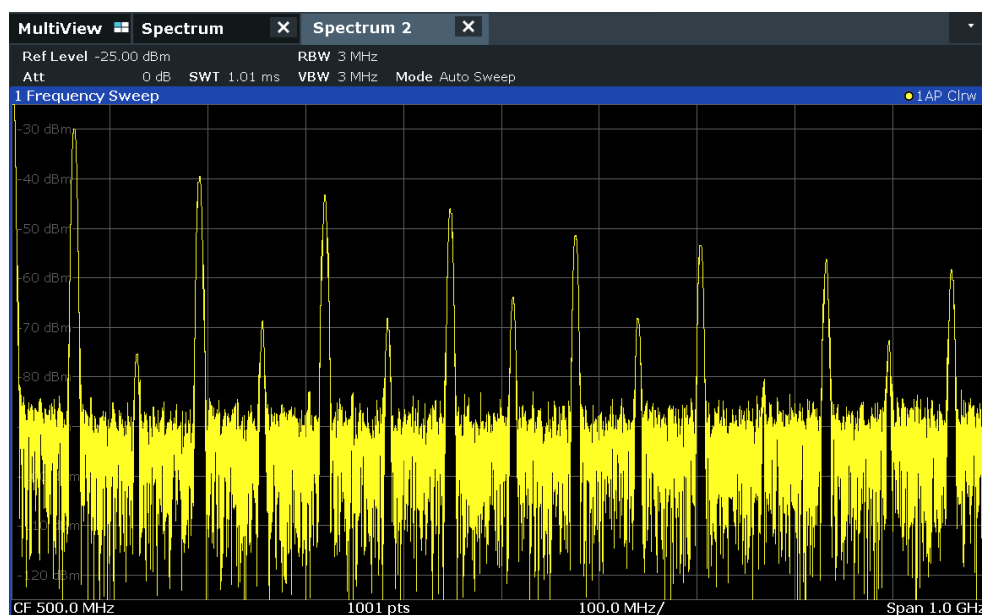 MultiView Spectrum X Spectrum 2 X
Ref Level -25.00 dBm RBW 3 MHz
Att 0 dB SWT 1.01 ms VBW 3 MHz Mode Auto Sweep
1 Frequency Sweep 1AP Clrw
-30 dBm
-40 dBm
-50 dBm
-60 dBm
-70 dBm
-80 dBm
-120 dBm
CF 500.0 MHz 1001 pts 100.0 MHz/ Span 1.0 GHz